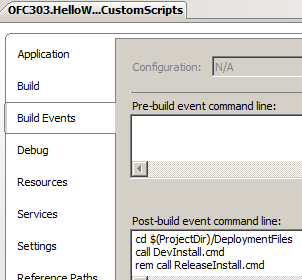 OFC303.HelloW...CustomScripts
Application
Configuration: N/A
Build
Pre-build event command line:
Build Events
Debug
Resources
Services
Post-build event command line:
Settings
cd $(ProjectDir)/DeploymentFiles
call DevInstall.cmd
rem call ReleaseInstall.cmd
Reference Paths